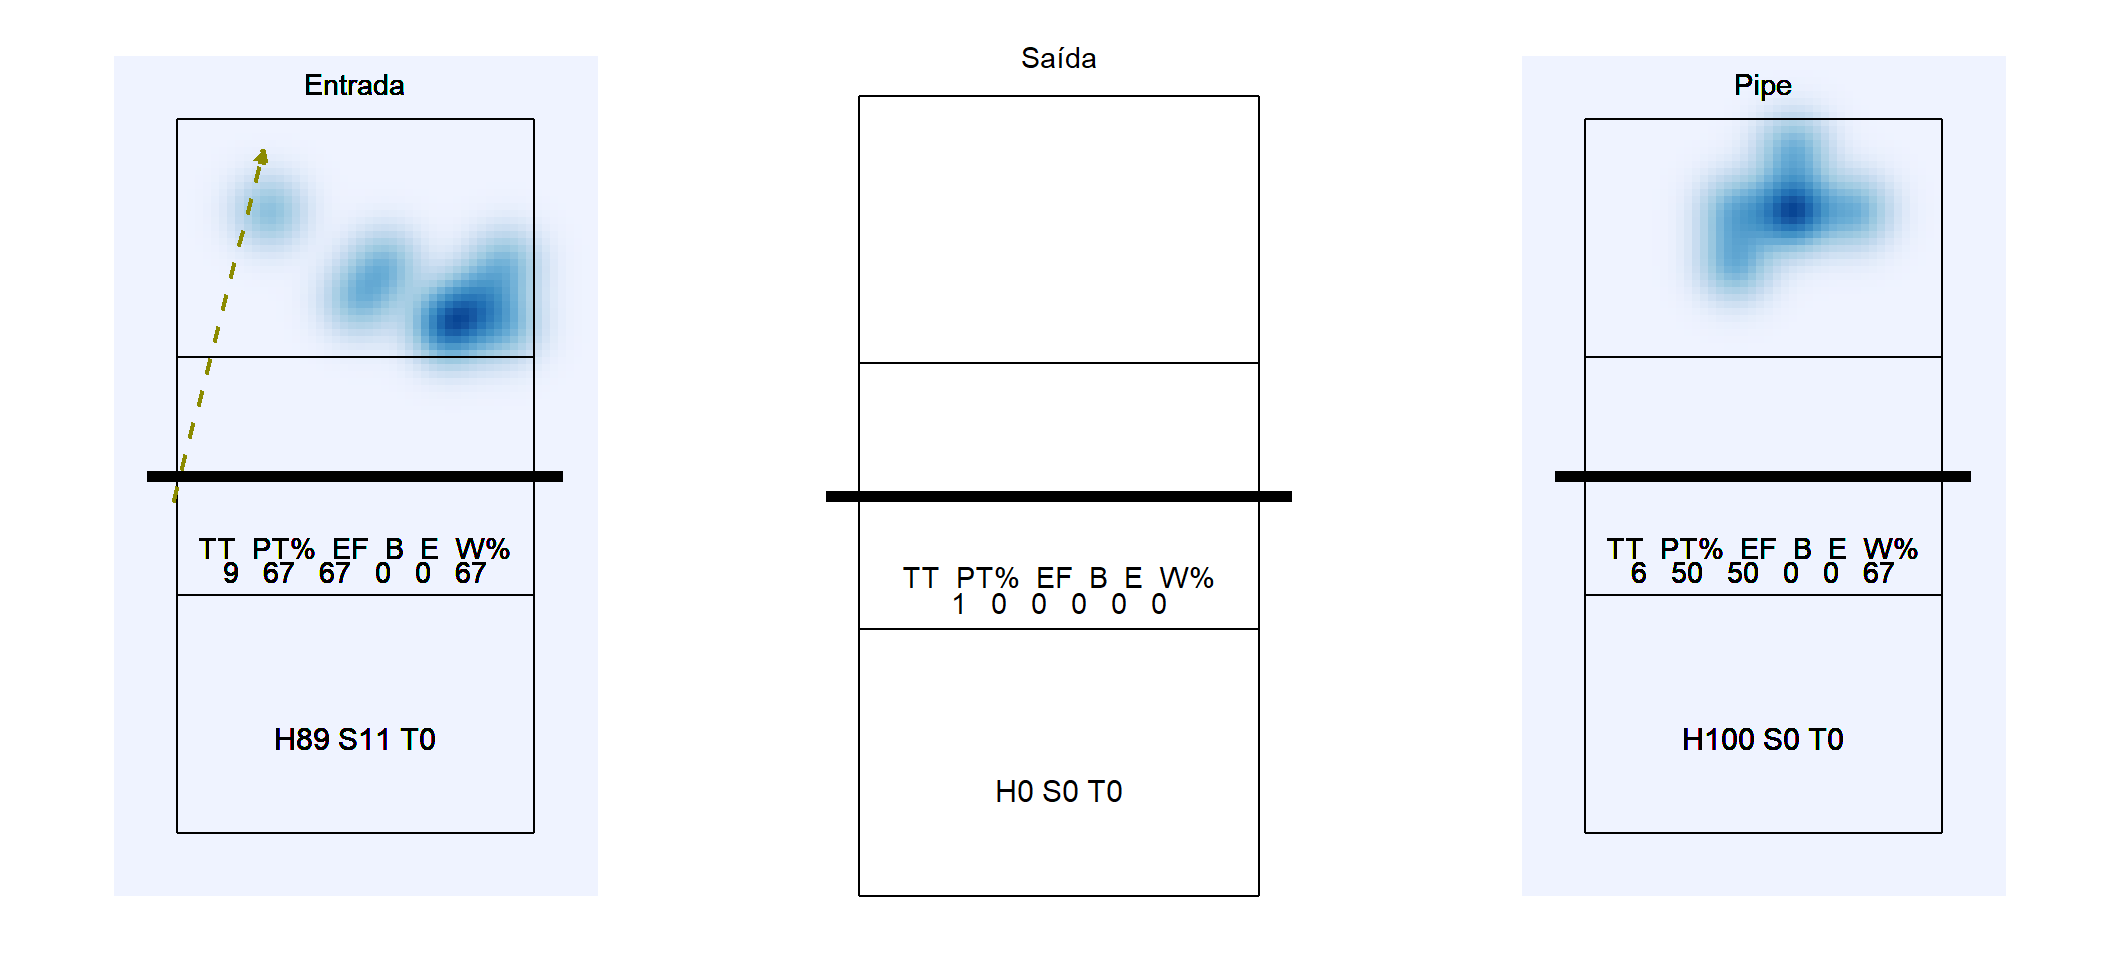 Entrada
TT PT% EF B E W%
9 67 67 0 0 67
H89 S11 T0
Saída
TT PT% EF B E W%
1 0 0 0 0 0
H0 S0 T0
Pipe
TT PT% EF B E W%
6 50 50 0 0 67
H100 S0 T0